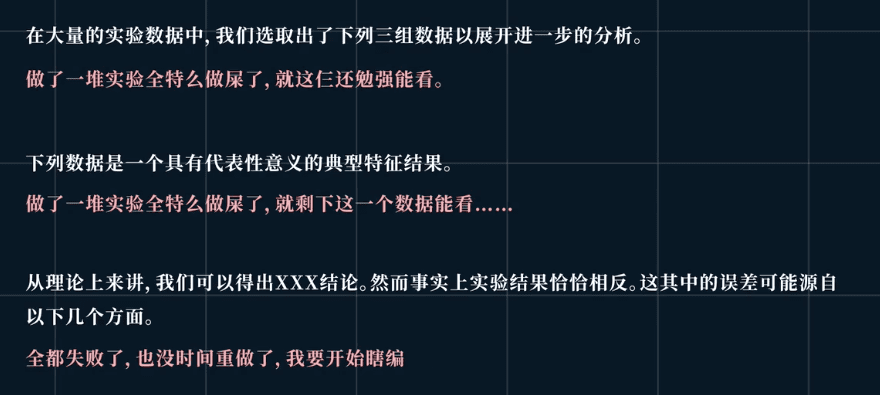 在大量的实验数据中, 我们选取出了下列三组数据以展开进一步的分析。
做了一堆实验全特么做屎了, 就这仨还勉强能看。
下列数据是一个具有代表性意义的典型特征结果。
做了一堆实验全特么做屎了, 就剩下这一个数据能看……
从理论上来讲, 我们可以得出XXX结论。然而事实上实验结果恰恰相反。这其中的误差可能源自
以下几个方面。
全都失败了, 也没时间重做了, 我要开始瞎编